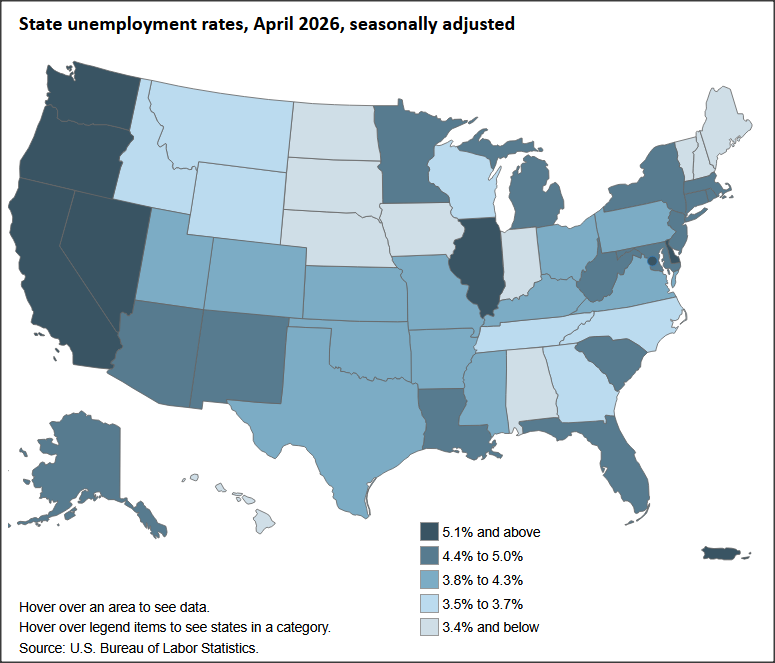 State unemployment rates, April 2026, seasonally adjusted
5.1% and above
4.4% to 5.0%
3.8% to 4.3%
3.5% to 3.7%
3.4% and below
Hover over an area to see data.
Hover over legend items to see states in a category.
Source: U.S. Bureau of Labor Statistics.